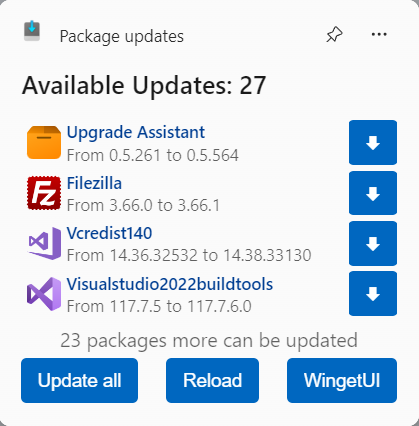 Package updates
Available Updates: 27
Upgrade Assistant
From 0.5.261 to 0.5.564
Fz
Filezilla
From 3.66.0 to 3.66.1
Vcredist140
From 14.36.32532 to 14.38.33130
Visualstudio2022buildtools
From 117.7.5 to 117.7.6.0
23 packages more can be updated
Update all
Reload
WingetUI